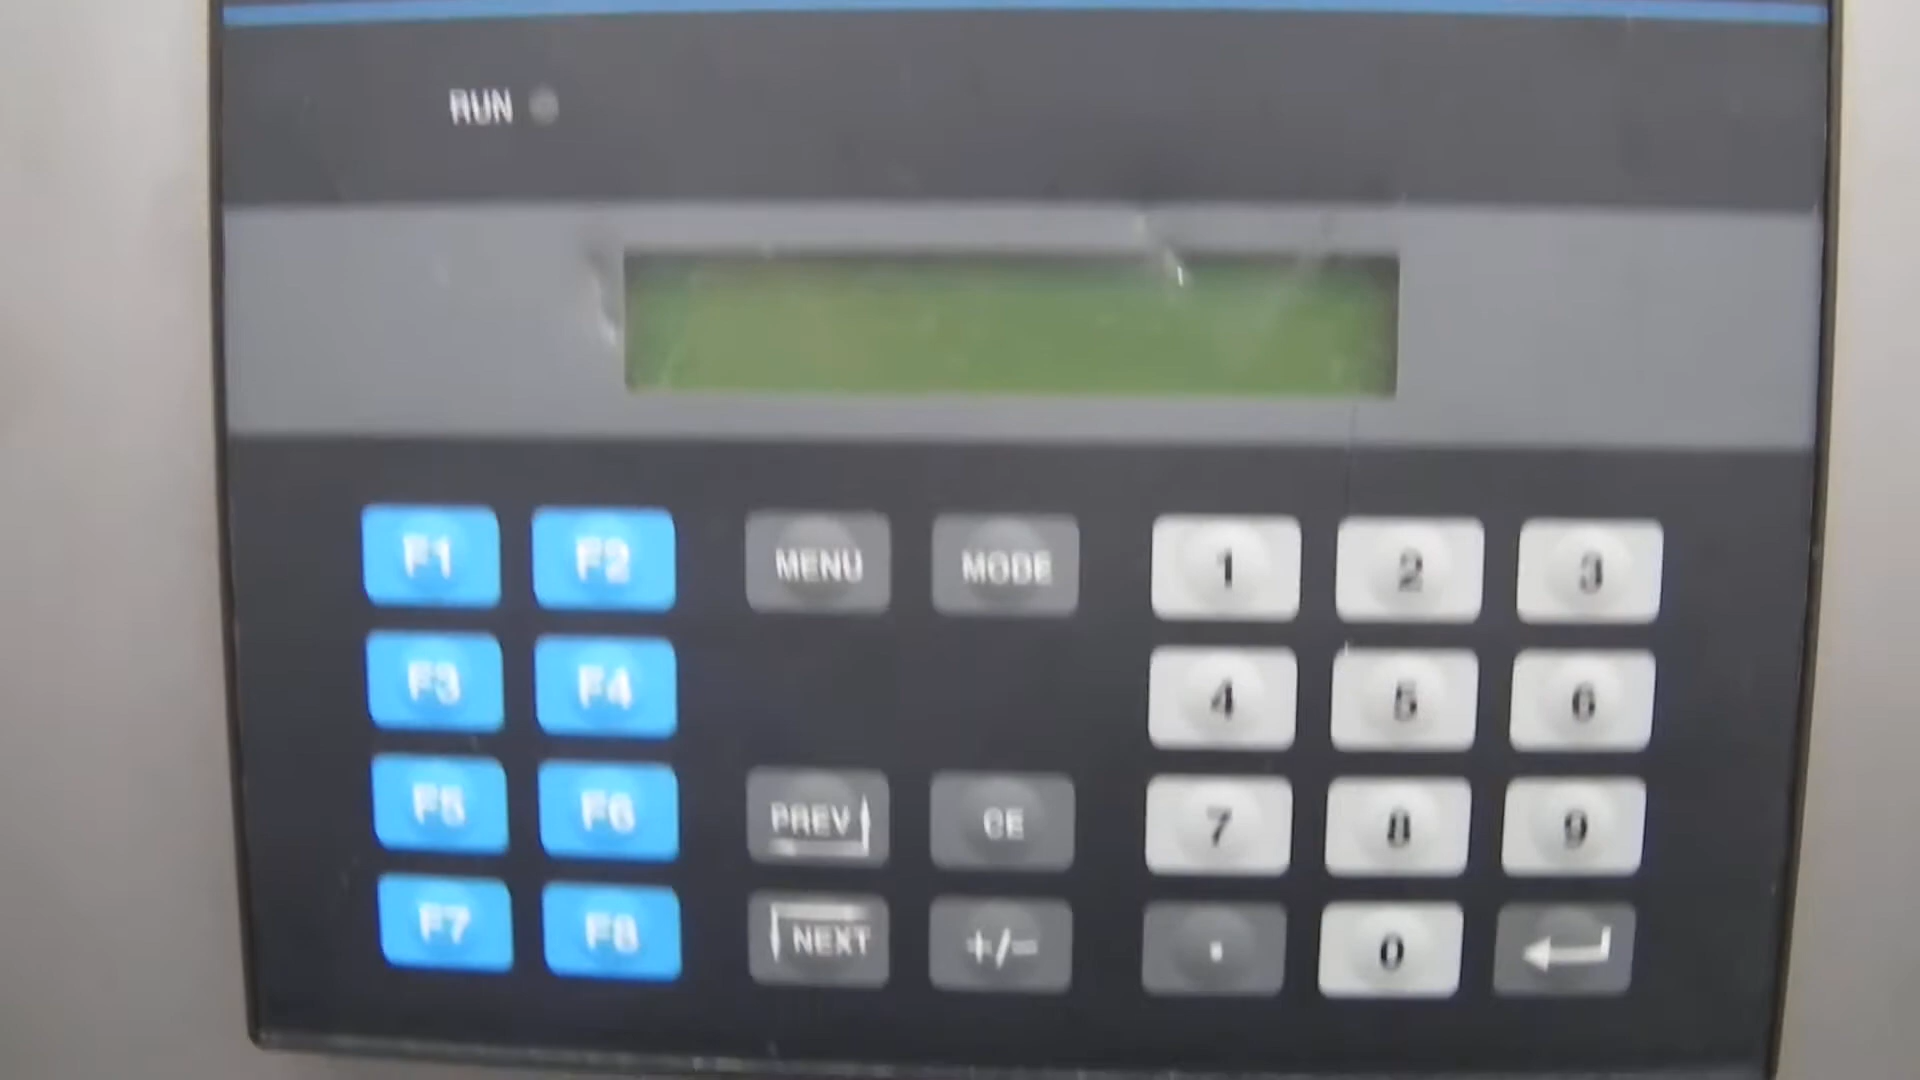 RUN
F1 F2 MENU MODE 1 2 3
F3 F4 4 5 6
F5 F6 PREV CE 7 8 9
F7 F8 NEXT +/- . 0